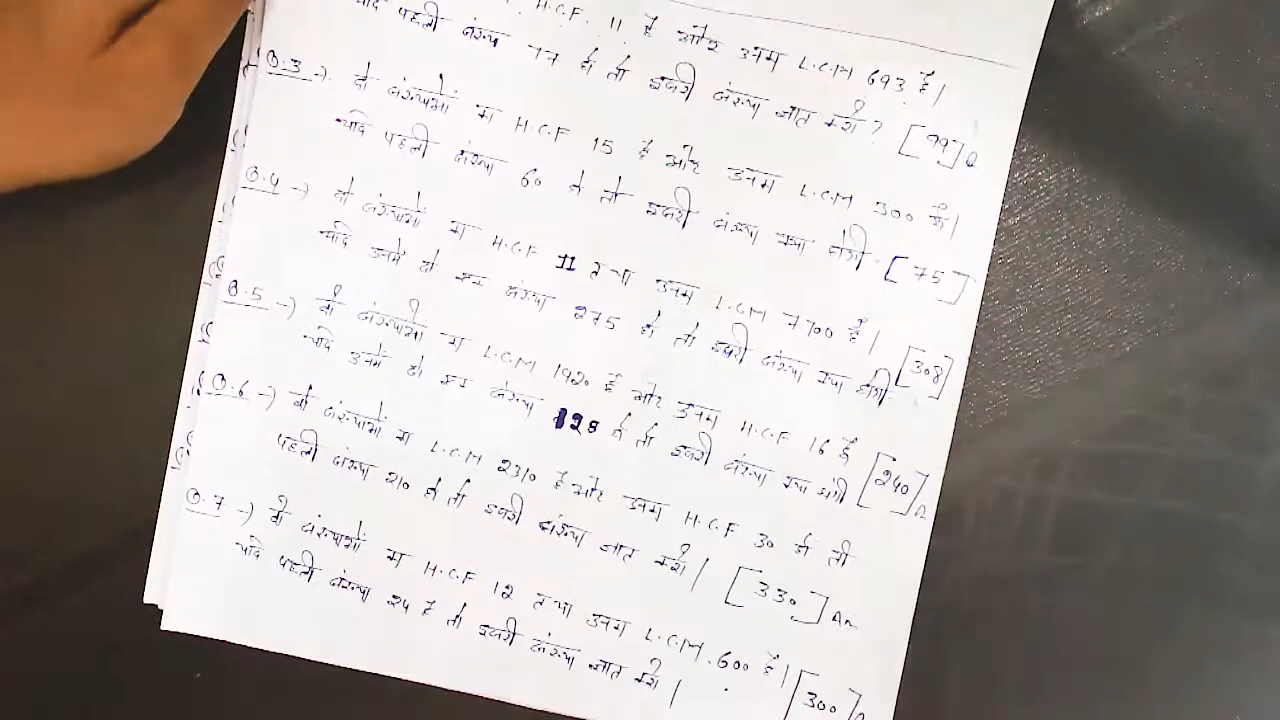 H.C.F. 11 है और उनका L.C.M 693 है।
यदि पहली संख्या 77 हो तो दूसरी संख्या ज्ञात करो ? [99]
Q.3 → दो संख्याओं का H.C.F 15 है और उनका L.C.M 300 है।
यदि पहली संख्या 60 हो तो दूसरी संख्या क्या होगी. [75]
Q.4 → दो संख्याओं का H.C.F 11 तथा उनका L.C.M 7700 है।
यदि उनमें से एक संख्या 275 हो तो दूसरी संख्या क्या होगी [308]
Q.5 → दो संख्याओं का L.C.M 1920 है और उनका H.C.F 16 है
यदि उनमें से एक संख्या 128 हो तो दूसरी संख्या क्या होगी [240]
Q.6 → दो संख्याओं का L.C.M 2310 है और उनका H.C.F 30 हो तो
पहली संख्या 210 हो तो दूसरी संख्या ज्ञात करो। [330] An
Q.7 → दो संख्याओं का H.C.F 12 तथा उनका L.C.M. 600 है।
यदि पहली संख्या 24 है तो दूसरी संख्या ज्ञात करो। [300]